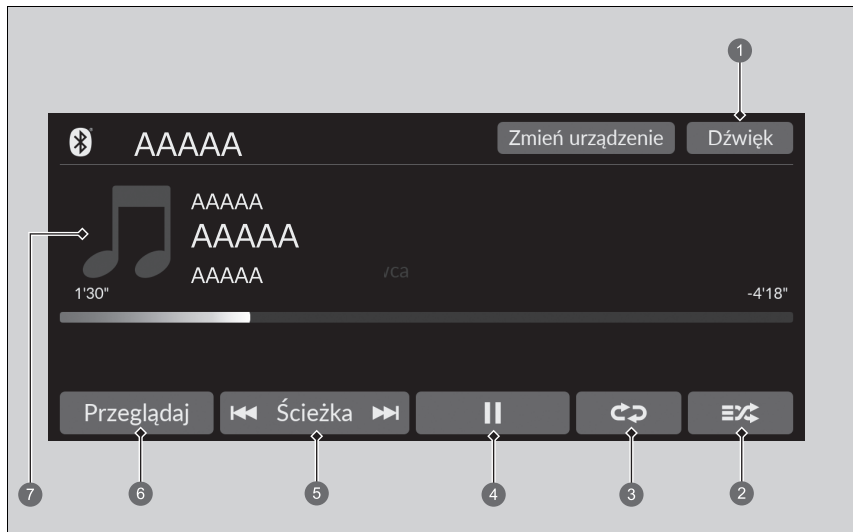 1
AAAAA
Zmień urządzenie
Dźwięk
AAAAA
AAAAA
AAAAA
1'30"
-4'18"
Przeglądaj
Ścieżka
7
6
5
4
3
2